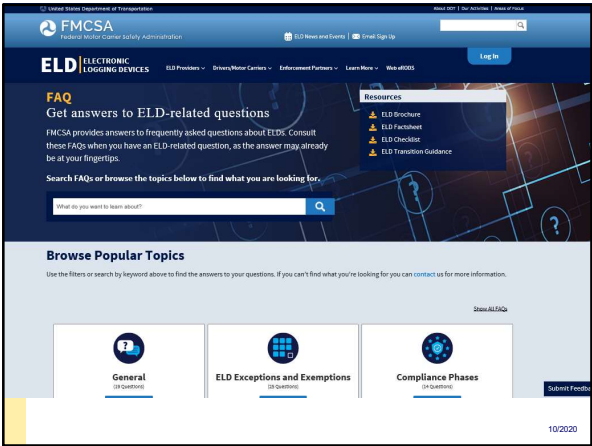 United States Department of Transportation
About DOT | Our Activities | Areas of Focus
FMCSA
Federal Motor Carrier Safety Administration
ELD News and Events | Email Sign Up
Log In
ELD ELECTRONIC LOGGING DEVICES
ELD Providers Drivers/Motor Carriers Enforcement Partners Learn More Web eRODS
FAQ
Get answers to ELD-related questions
FMCSA provides answers to frequently asked questions about ELDs. Consult
these FAQs when you have an ELD-related question, as the answer may already
be at your fingertips.
Search FAQs or browse the topics below to find what you are looking for.
What do you want to learn about?
Resources
ELD Brochure
ELD Factsheet
ELD Checklist
ELD Transition Guidance
Browse Popular Topics
Use the filters or search by keyword above to find the answers to your questions. If you can't find what you're looking for you can contact us for more information.
Show All FAQs
General
(19 Questions)
ELD Exceptions and Exemptions
(15 Questions)
Compliance Phases
(14 Questions)
Submit Feedba
10/2020